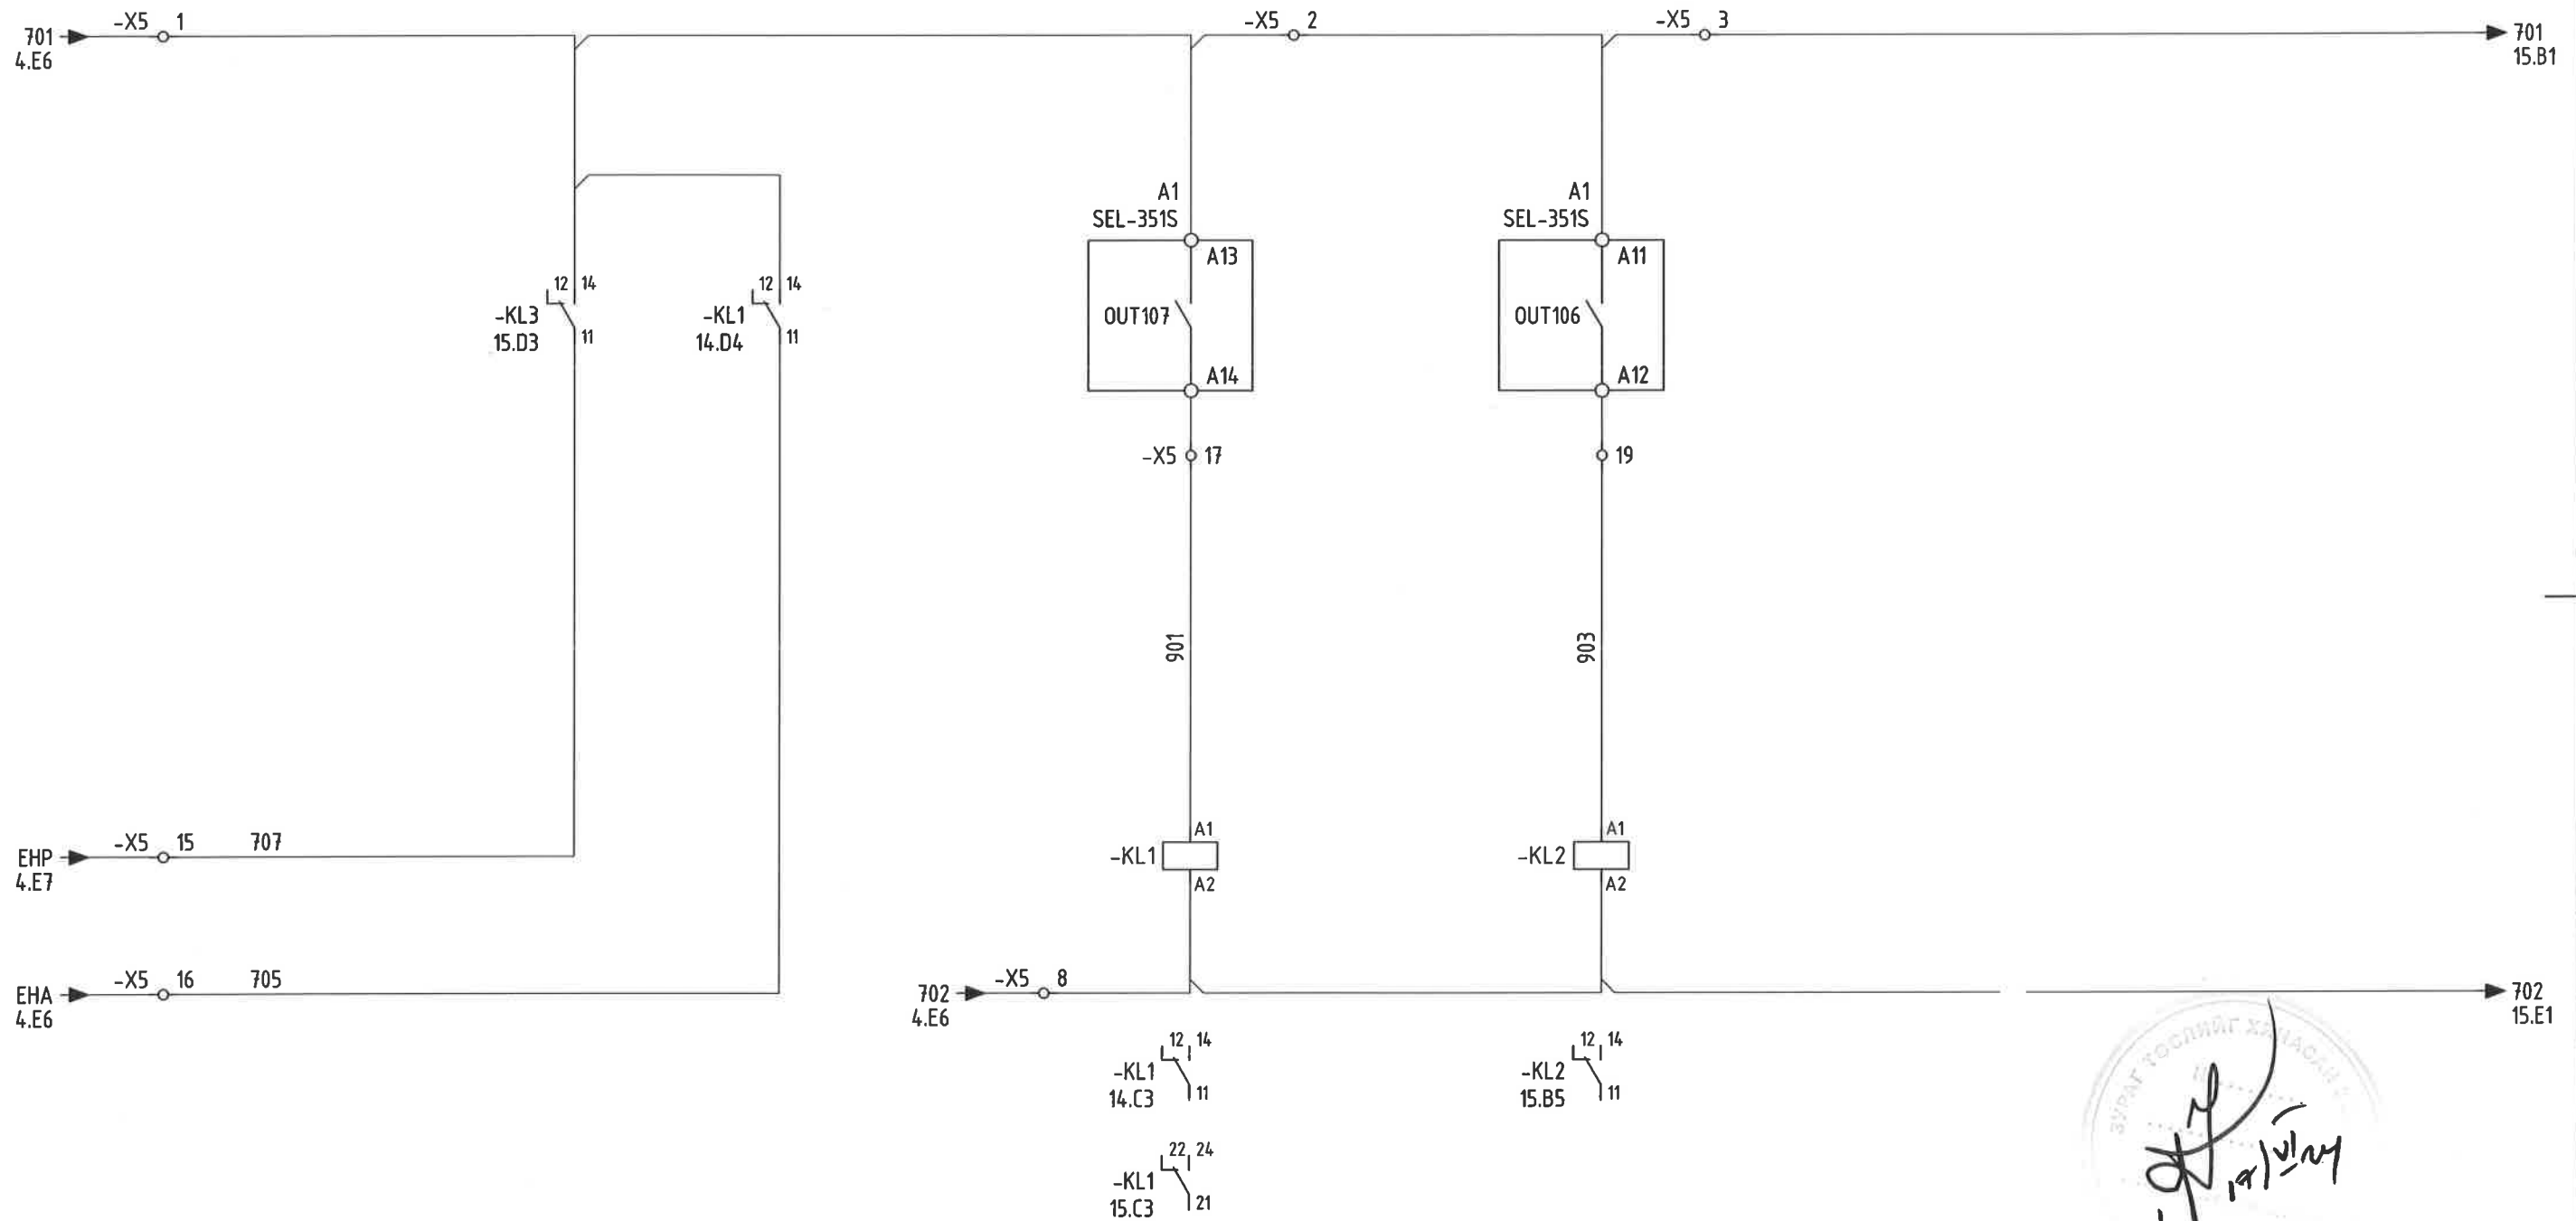 701
4.E6
-X5 1
-X5 2
-X5 3
701
15.B1
12 14
-KL3
15.D3
11
12 14
-KL1
14.D4
11
A1
SEL-351S
A13
OUT107
A14
-X5 17
901
A1
-KL1
A2
A1
SEL-351S
A11
OUT106
A12
19
903
A1
-KL2
A2
EHP
4.E7
-X5 15 707
EHA
4.E6
-X5 16 705
702
4.E6
-X5 8
702
15.E1
12 14
-KL1
14.C3
11
12 14
-KL2
15.B5
11
22 24
-KL1
15.C3
21
ЗУРАГ ТӨСЛИЙГ ХЯНАСАН